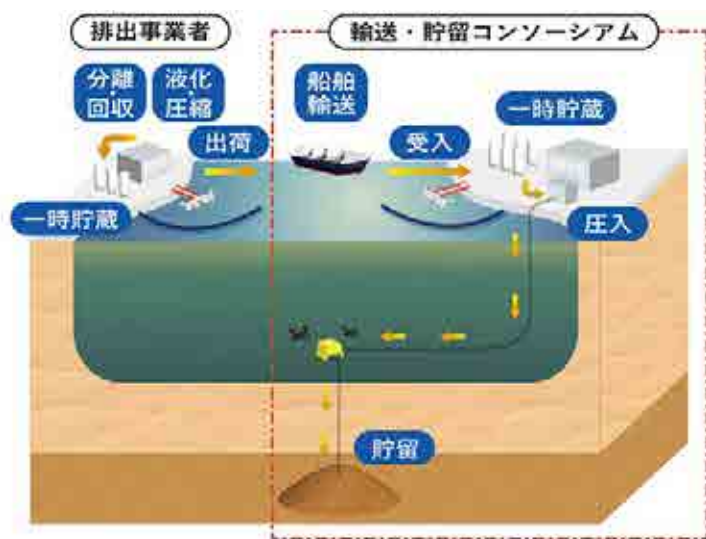 排出事業者
輸送・貯留コンソーシアム
分離
回収
液化
圧縮
船舶
輸送
一時貯蔵
出荷
受入
一時貯蔵
圧入
貯留